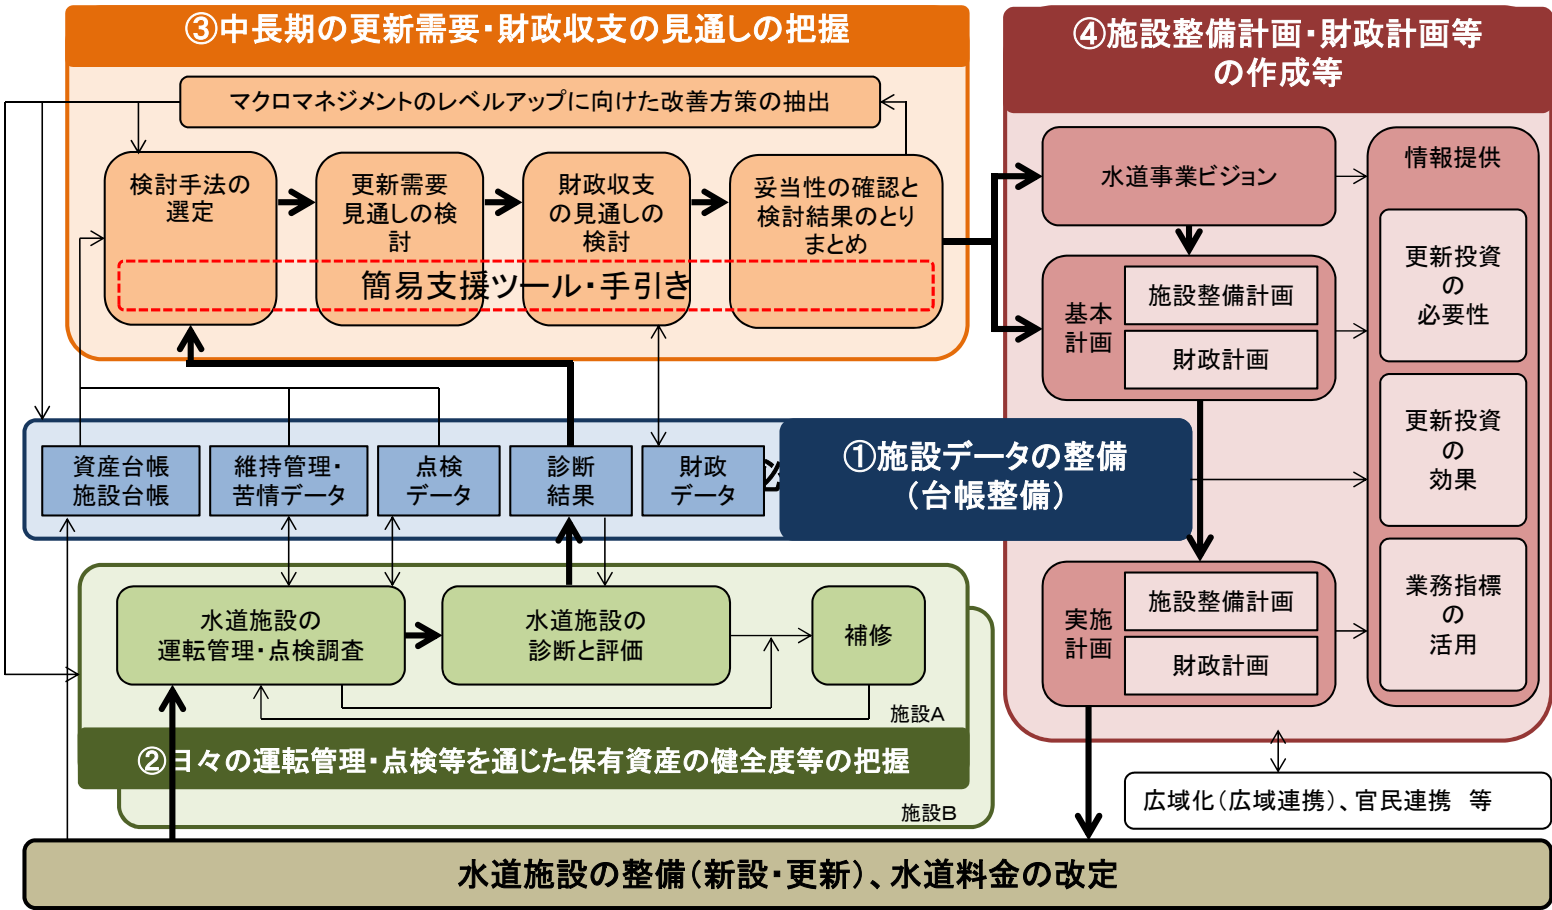 ③中長期の更新需要・財政収支の見通しの把握
マクロマネジメントのレベルアップに向けた改善方策の抽出
検討手法の
選定
更新需要
見通しの検
討
財政収支
の見通しの
検討
妥当性の確認と
検討結果のとり
まとめ
簡易支援ツール・手引き
④施設整備計画・財政計画等
の作成等
水道事業ビジョン
基本
計画
施設整備計画
財政計画
実施
計画
施設整備計画
財政計画
情報提供
更新投資
の
必要性
更新投資
の
効果
業務指標
の
活用
資産台帳
施設台帳
維持管理・
苦情データ
点検
データ
診断
結果
財政
データ
①施設データの整備
(台帳整備)
水道施設の
運転管理・点検調査
水道施設の
診断と評価
補修
施設A
②日々の運転管理・点検等を通じた保有資産の健全度等の把握
施設B
広域化(広域連携)、官民連携　等
水道施設の整備(新設・更新)、水道料金の改定